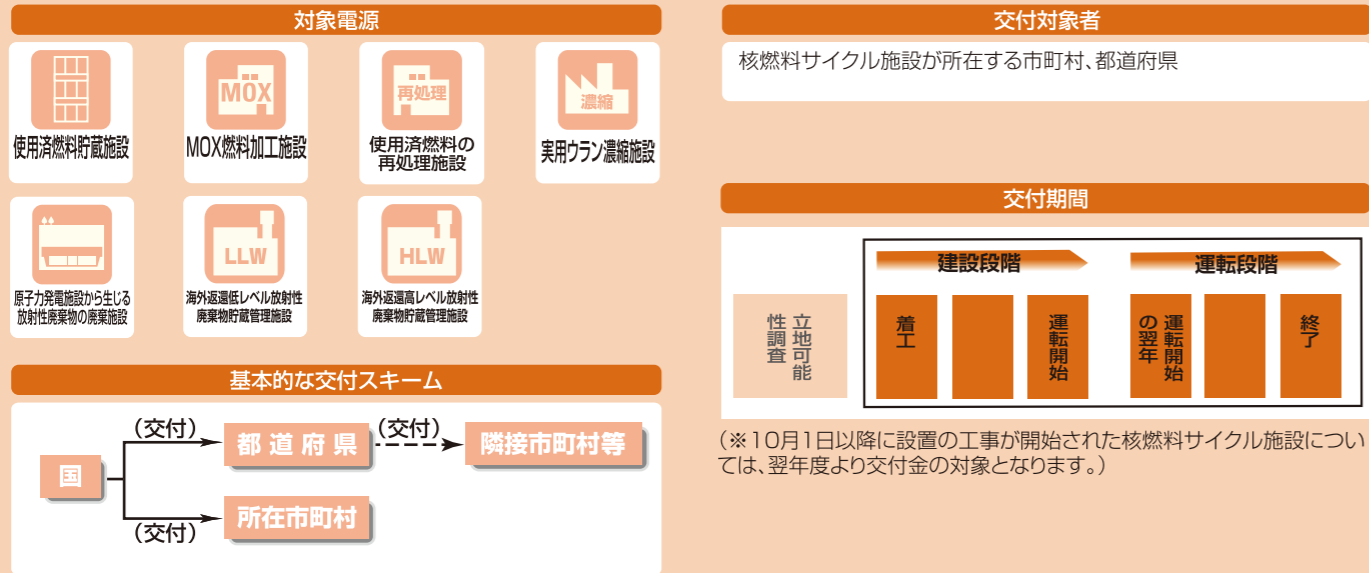 対象電源
使用済燃料貯蔵施設
MOX
MOX燃料加工施設
再処理
使用済燃料の
再処理施設
濃縮
実用ウラン濃縮施設
原子力発電施設から生じる
放射性廃棄物の廃棄施設
LLW
海外返還低レベル放射性
廃棄物貯蔵管理施設
HLW
海外返還高レベル放射性
廃棄物貯蔵管理施設
基本的な交付スキーム
国
(交付)
都道府県
(交付)
隣接市町村等
(交付)
所在市町村
交付対象者
核燃料サイクル施設が所在する市町村、都道府県
交付期間
建設段階
運転段階
立地可能
性調査
着工
運転開始
運転開始
の翌年
終了
(※10月1日以降に設置の工事が開始された核燃料サイクル施設につい
ては、翌年度より交付金の対象となります。)